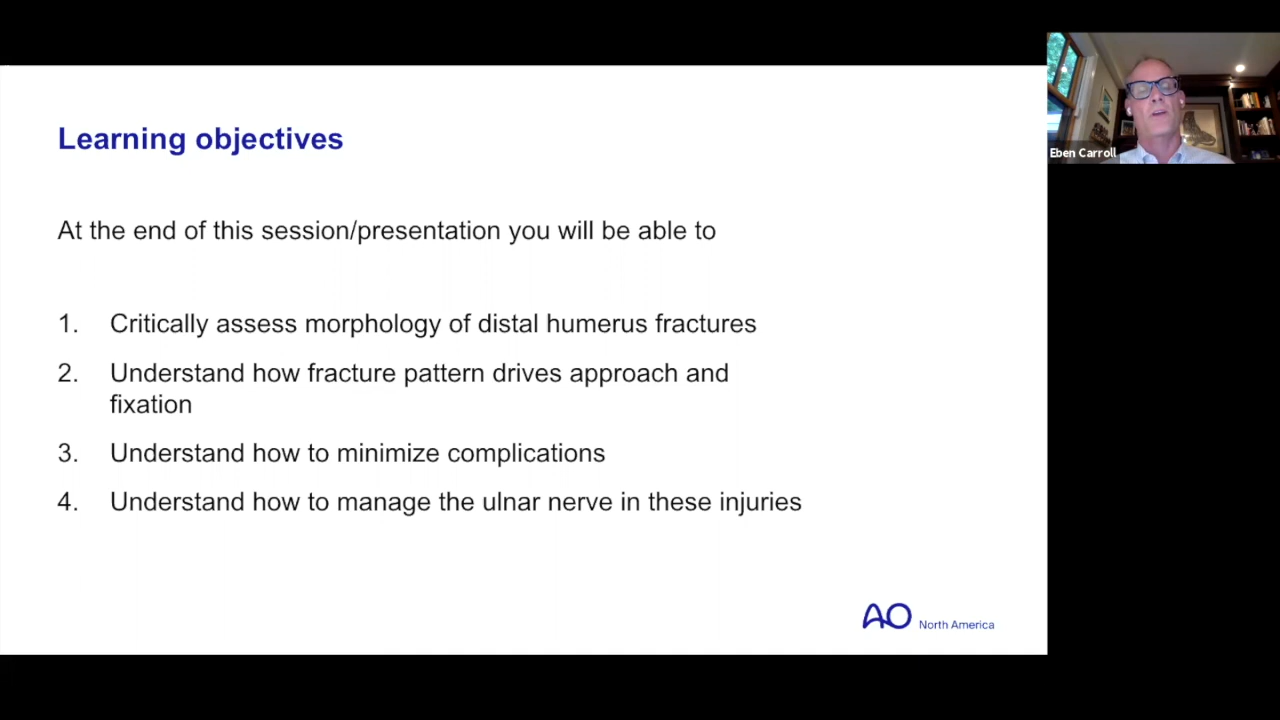 Learning objectives
At the end of this session/presentation you will be able to
1. Critically assess morphology of distal humerus fractures
2. Understand how fracture pattern drives approach and
fixation
3. Understand how to minimize complications
4. Understand how to manage the ulnar nerve in these injuries
AO North America
Eben Carroll